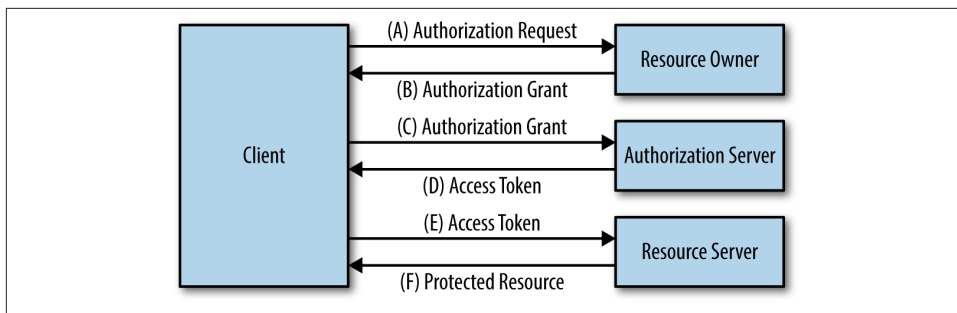 (A) Authorization Request
Resource Owner
(B) Authorization Grant
(C) Authorization Grant
Client
Authorization Server
(D) Access Token
(E) Access Token
Resource Server
(F) Protected Resource